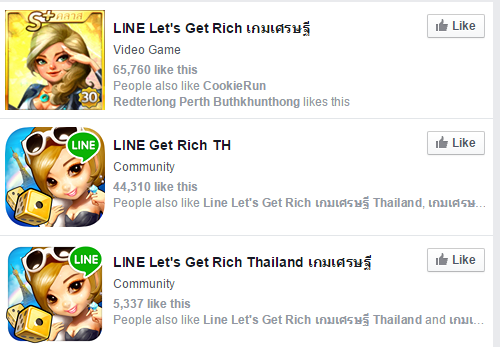 S+ คลาส
30
LINE Let's Get Rich เกมเศรษฐี
Like
Video Game
65,760 like this
People also like CookieRun
Redterlong Perth Buthkhunthong likes this
LINE
LINE Get Rich TH
Like
Community
44,310 like this
People also like Line Let's Get Rich เกมเศรษฐี Thailand, เกมเศรษ...
LINE
LINE Let's Get Rich Thailand เกมเศรษฐี
Like
Community
5,337 like this
People also like Line Let's Get Rich เกมเศรษฐี Thailand and เกมเ...